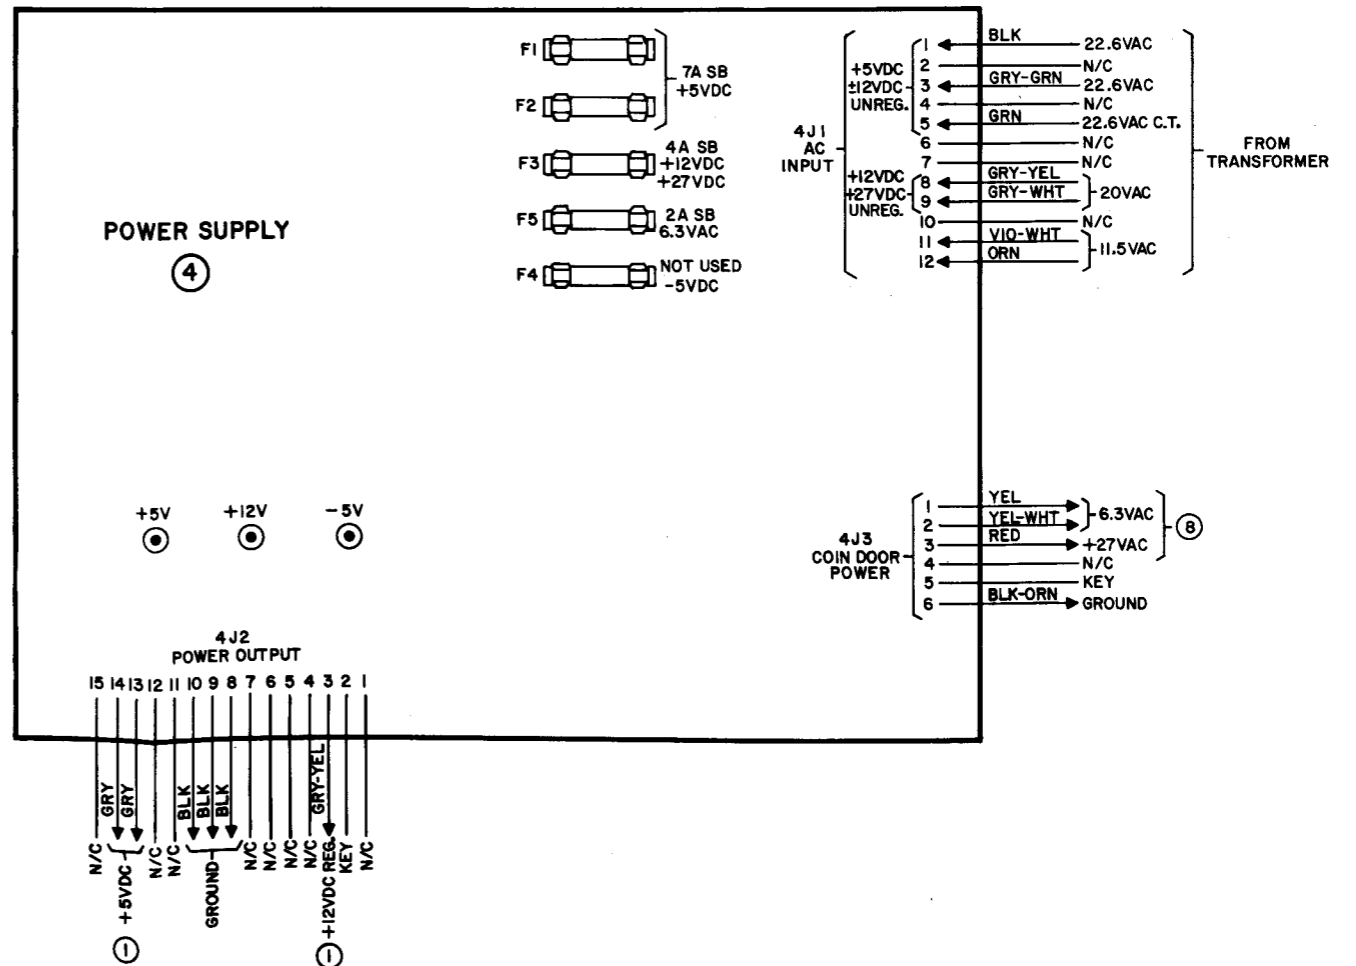 POWER SUPPLY
4
F1
F2
7A SB
+5VDC
F3
4A SB
+12VDC
+27VDC
F5
2A SB
6.3VAC
F4
NOT USED
-5VDC
4J1
AC
INPUT
+5VDC
±12VDC
UNREG.
+12VDC
+27VDC
UNREG.
1 BLK 22.6VAC
2 N/C
3 GRY-GRN 22.6VAC
4 N/C
5 GRN 22.6VAC C.T.
6 N/C
7 N/C
8 GRY-YEL
9 GRY-WHT
20VAC
10 N/C
11 VIO-WHT
12 ORN
11.5VAC
FROM
TRANSFORMER
+5V +12V -5V
4J3
COIN DOOR
POWER
1 YEL
2 YEL-WHT
6.3VAC
3 RED +27VAC
8
4 N/C
5 KEY
6 BLK-ORN GROUND
4J2
POWER OUTPUT
15 14 13 12 11 10 9 8 7 6 5 4 3 2 1
GRY GRY BLK BLK BLK GRY-YEL
N/C +5VDC N/C N/C GROUND N/C N/C N/C N/C +12VDC REG. KEY N/C
1 1